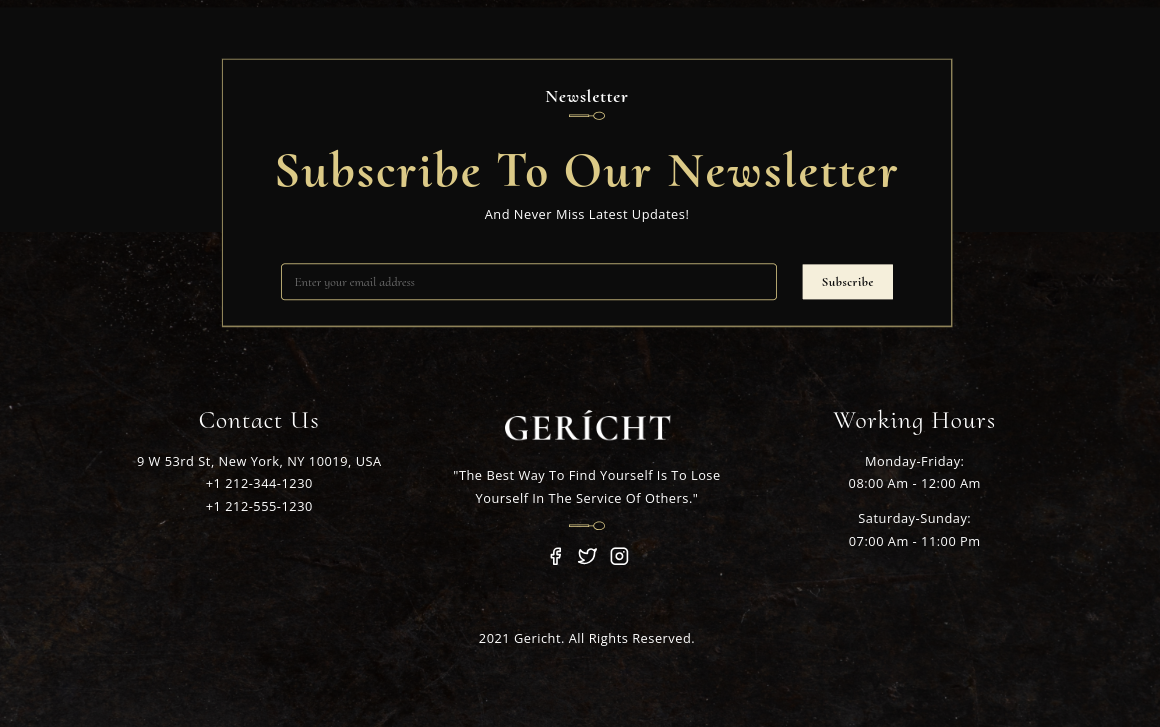 Newsletter
Subscribe To Our Newsletter
And Never Miss Latest Updates!
Enter your email address
Subscribe
Contact Us
9 W 53rd St, New York, NY 10019, USA
+1 212-344-1230
+1 212-555-1230
GERÍCHT
"The Best Way To Find Yourself Is To Lose
Yourself In The Service Of Others."
Working Hours
Monday-Friday:
08:00 Am - 12:00 Am
Saturday-Sunday:
07:00 Am - 11:00 Pm
2021 Gericht. All Rights Reserved.